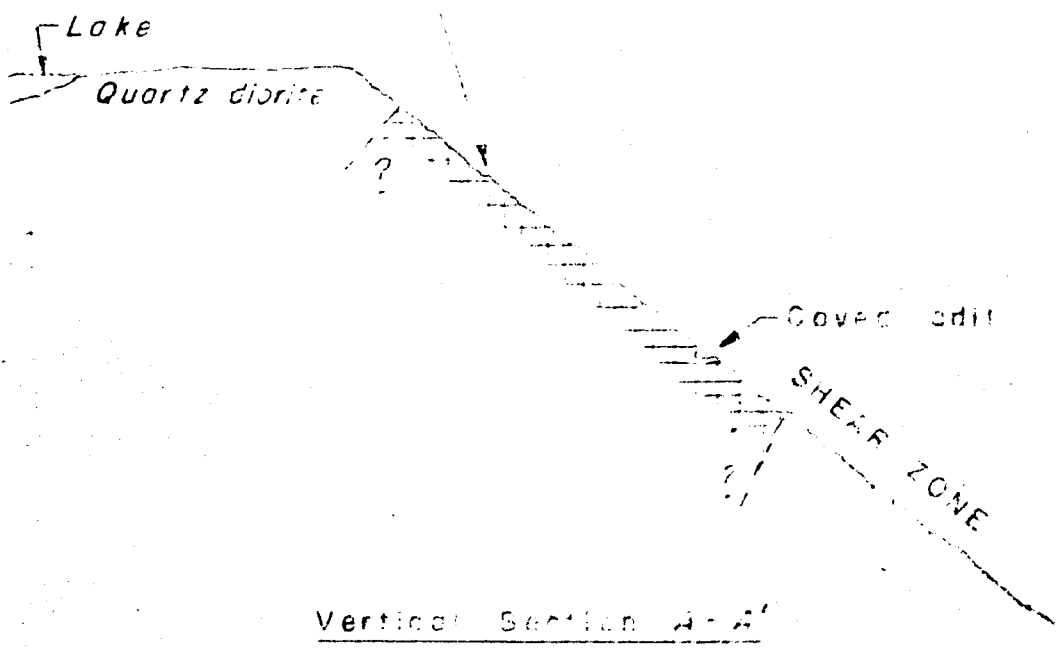 Lake
Quartz diorite
?
Caved adit
SHEAR ZONE
?
Vertical Section A-A'